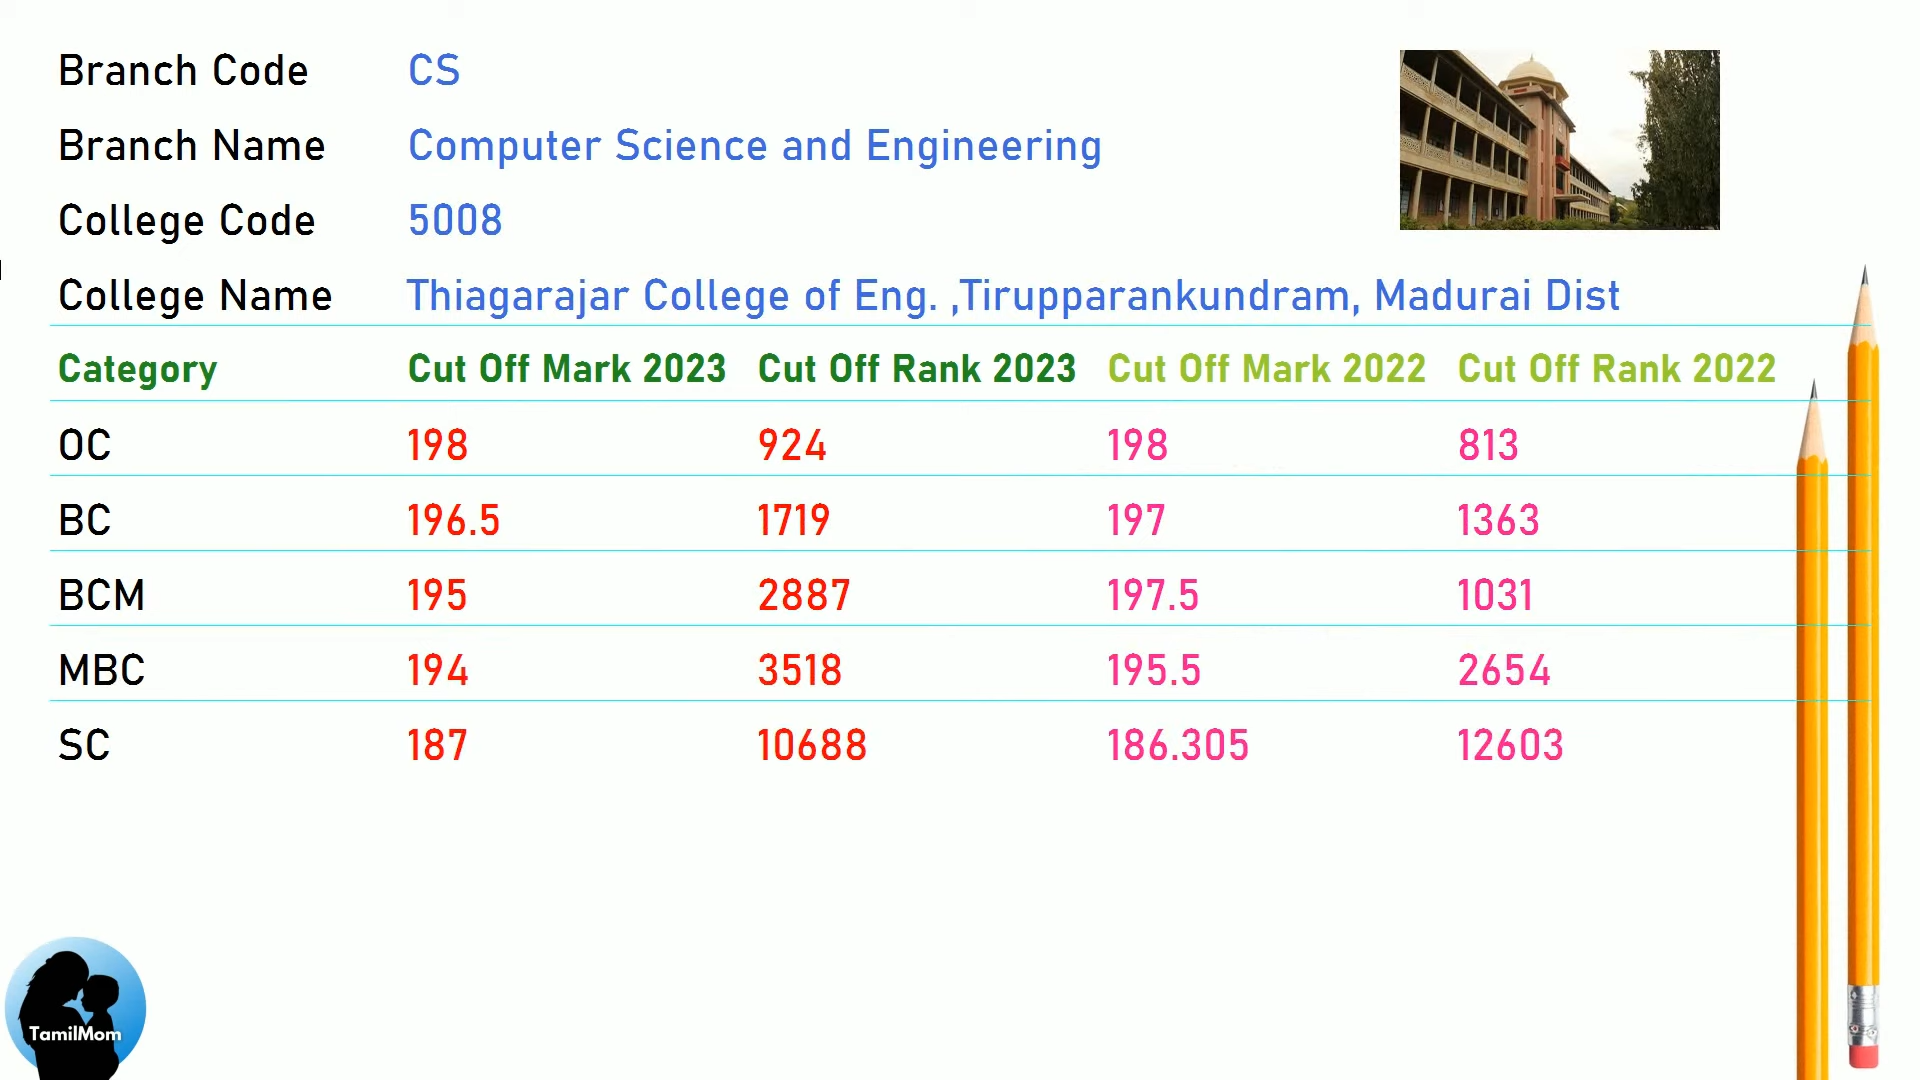 Branch Code CS
Branch Name Computer Science and Engineering
College Code 5008
College Name Thiagarajar College of Eng. ,Tirupparankundram, Madurai Dist
Category Cut Off Mark 2023 Cut Off Rank 2023 Cut Off Mark 2022 Cut Off Rank 2022
OC 198 924 198 813
BC 196.5 1719 197 1363
BCM 195 2887 197.5 1031
MBC 194 3518 195.5 2654
SC 187 10688 186.305 12603
TamilMom